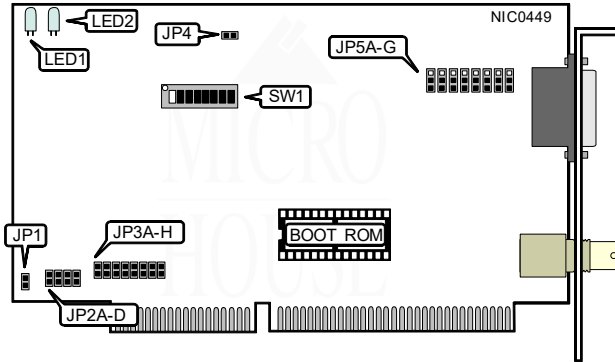 LED2
LED1
JP4
NIC0449
JP5A-G
SW1
MICRO
HOUSE
JP1
JP3A-H
BOOT ROM
JP2A-D